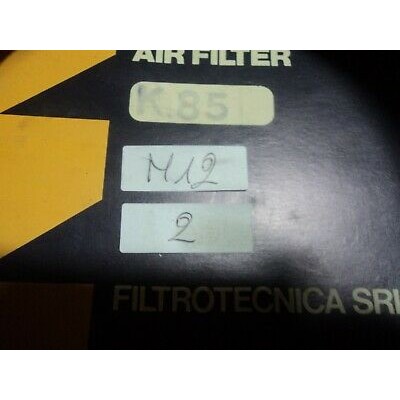 AIR FILTER
K 85
M12
2
FILTROTECNICA SRL